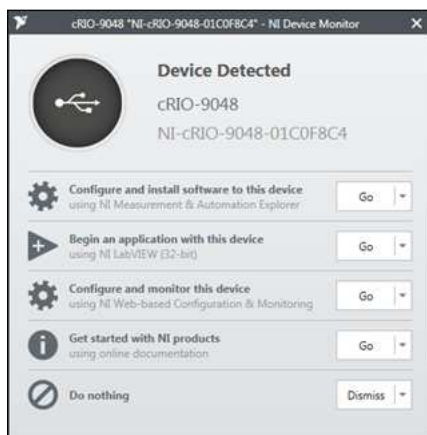 cRIO-9048 "NI-cRIO-9048-01C0F8C4" - NI Device Monitor
Device Detected
cRIO-9048
NI-cRIO-9048-01C0F8C4
Configure and install software to this device
using NI Measurement & Automation Explorer
Go
Begin an application with this device
using NI LabVIEW (32-bit)
Go
Configure and monitor this device
using NI Web-based Configuration & Monitoring
Go
Get started with NI products
using online documentation
Go
Do nothing
Dismiss